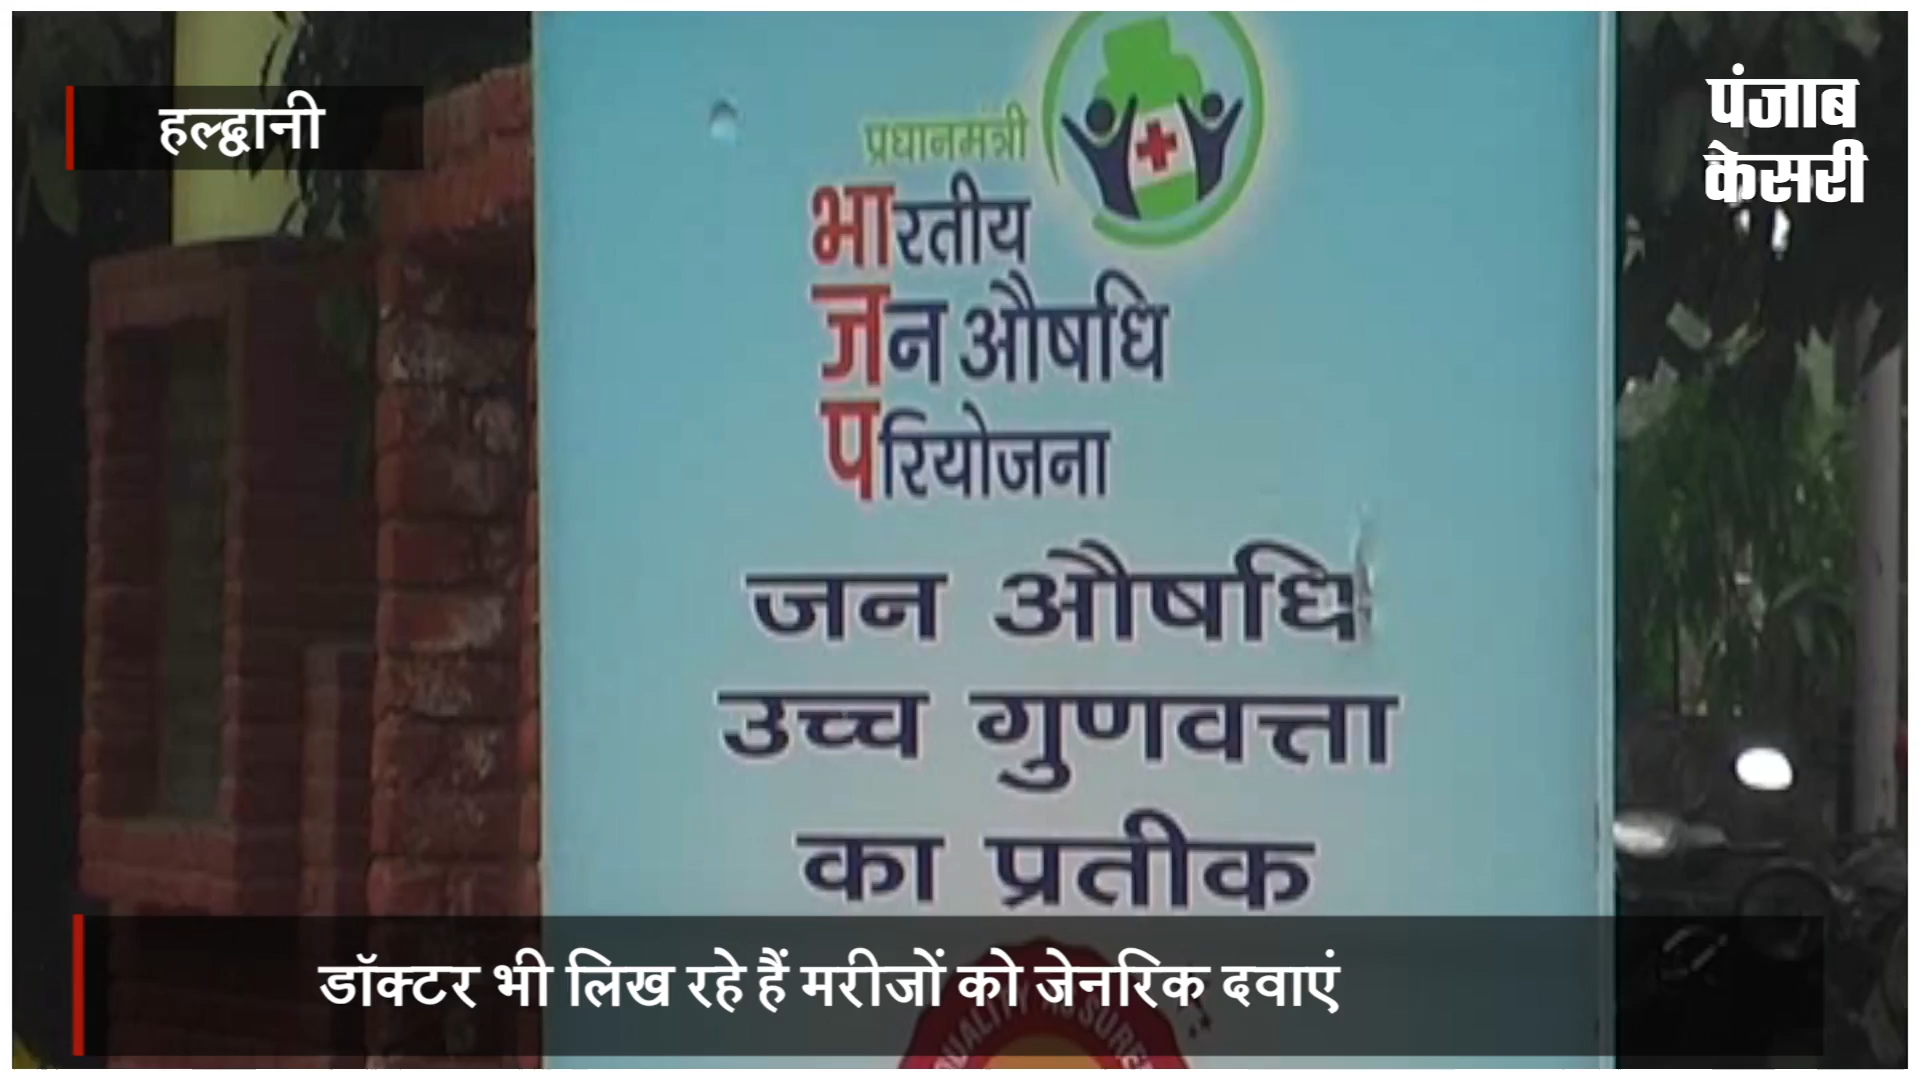 हल्द्वानी
पंजाब
केसरी
प्रधानमंत्री
भारतीय
जन औषधि
परियोजना
जन औषधि
उच्च गुणवत्ता
का प्रतीक
डॉक्टर भी लिख रहे हैं मरीजों को जेनरिक दवाएं
QUALITY